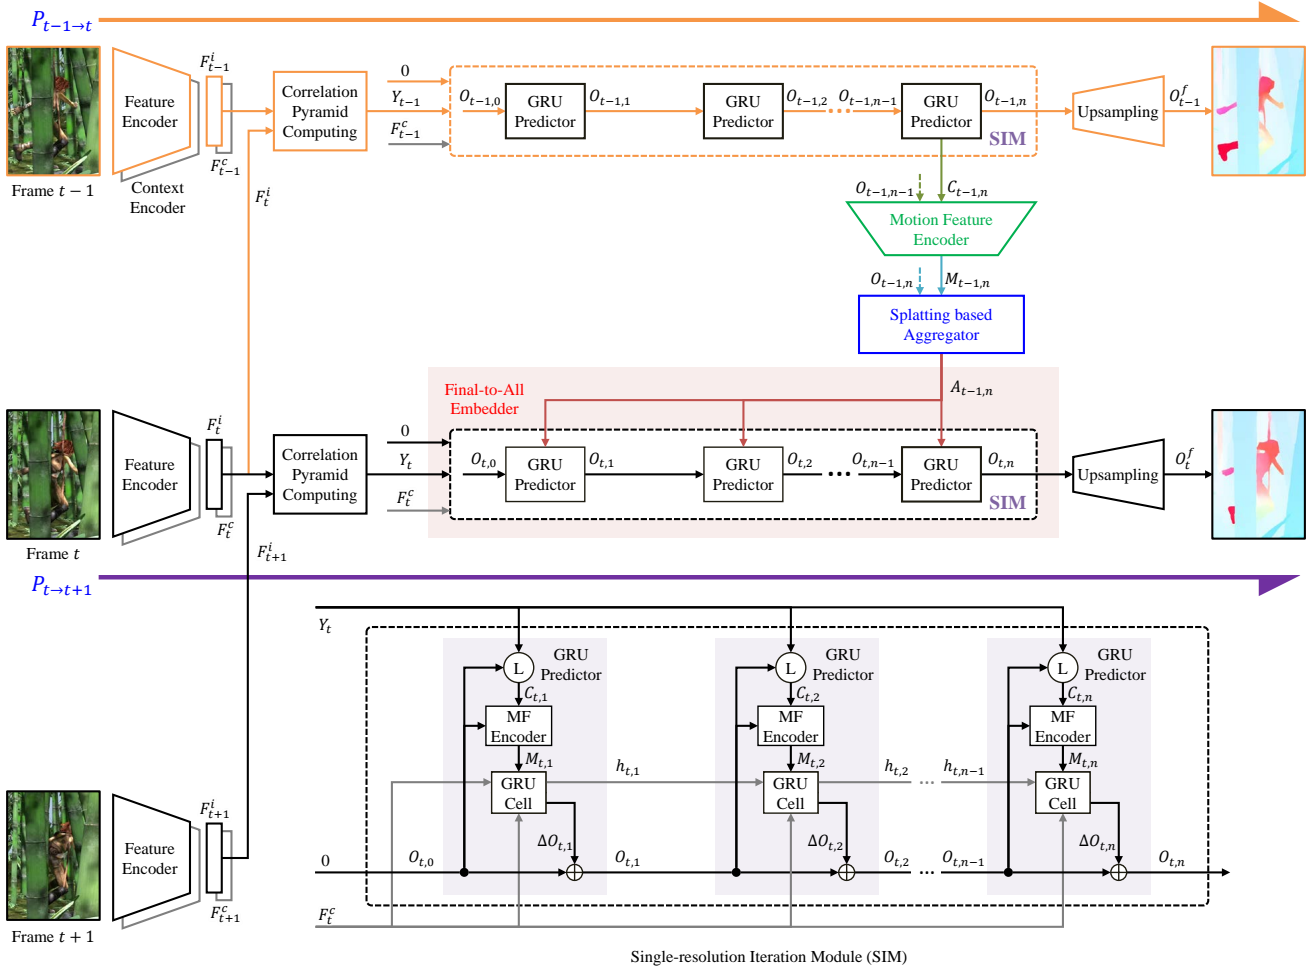 P_{t−1→t}
F^i_{t−1}
Feature
Encoder
F^c_{t−1}
Context
Encoder
Frame t − 1
F^i_t
Correlation
Pyramid
Computing
0
Y_{t−1}
F^c_{t−1}
O_{t−1,0}
GRU
Predictor
O_{t−1,1}
GRU
Predictor
O_{t−1,2}
•••
O_{t−1,n−1}
GRU
Predictor
O_{t−1,n}
SIM
Upsampling
O^f_{t−1}
O_{t−1,n−1}
C_{t−1,n}
Motion Feature
Encoder
O_{t−1,n}
M_{t−1,n}
Splatting based
Aggregator
A_{t−1,n}
Final-to-All
Embedder
F^i_t
Feature
Encoder
F^c_t
Frame t
F^i_{t+1}
Correlation
Pyramid
Computing
0
Y_t
F^c_t
O_{t,0}
GRU
Predictor
O_{t,1}
GRU
Predictor
O_{t,2}
•••
O_{t,n−1}
GRU
Predictor
O_{t,n}
SIM
Upsampling
O^f_t
P_{t→t+1}
Y_t
GRU
Predictor
L
C_{t,1}
MF
Encoder
M_{t,1}
GRU
Cell
h_{t,1}
ΔO_{t,1}
GRU
Predictor
L
C_{t,2}
MF
Encoder
M_{t,2}
GRU
Cell
h_{t,2}
...
h_{t,n−1}
ΔO_{t,2}
GRU
Predictor
L
C_{t,n}
MF
Encoder
M_{t,n}
GRU
Cell
ΔO_{t,n}
0
O_{t,0}
O_{t,1}
O_{t,2}
...
O_{t,n−1}
O_{t,n}
F^c_t
F^i_{t+1}
Feature
Encoder
F^c_{t+1}
Frame t + 1
Single-resolution Iteration Module (SIM)